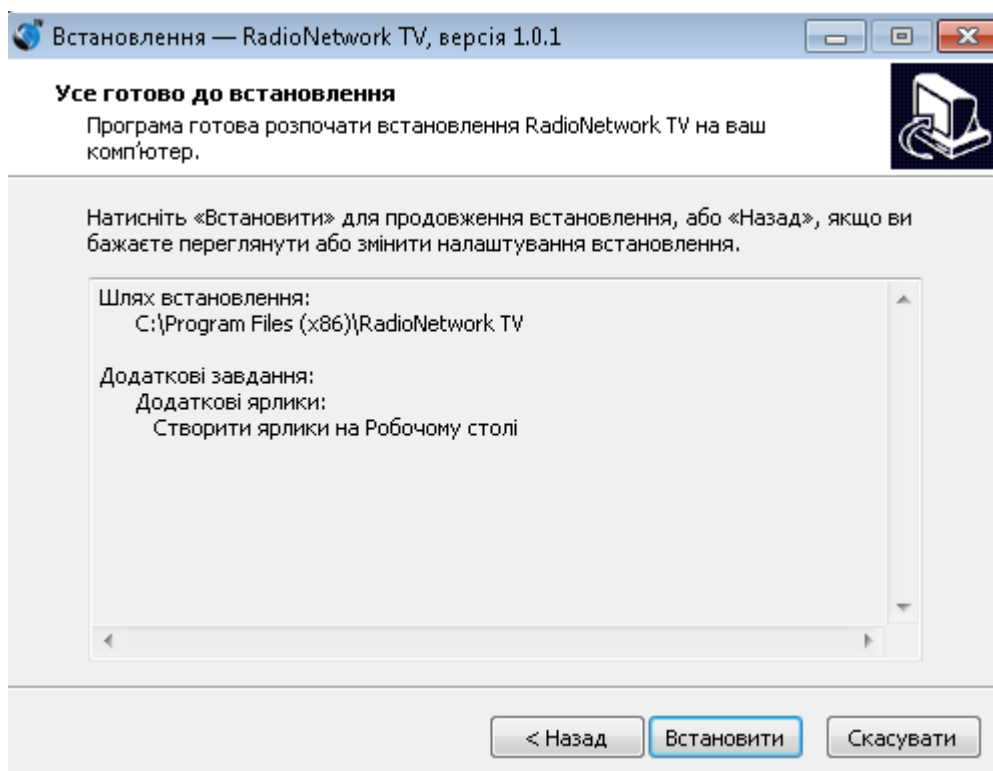 Встановлення — RadioNetwork TV, версія 1.0.1
Усе готово до встановлення
Програма готова розпочати встановлення RadioNetwork TV на ваш
комп'ютер.
Натисніть «Встановити» для продовження встановлення, або «Назад», якщо ви
бажаєте переглянути або змінити налаштування встановлення.
Шлях встановлення:
C:\Program Files (x86)\RadioNetwork TV
Додаткові завдання:
Додаткові ярлики:
Створити ярлики на Робочому столі
< Назад
Встановити
Скасувати